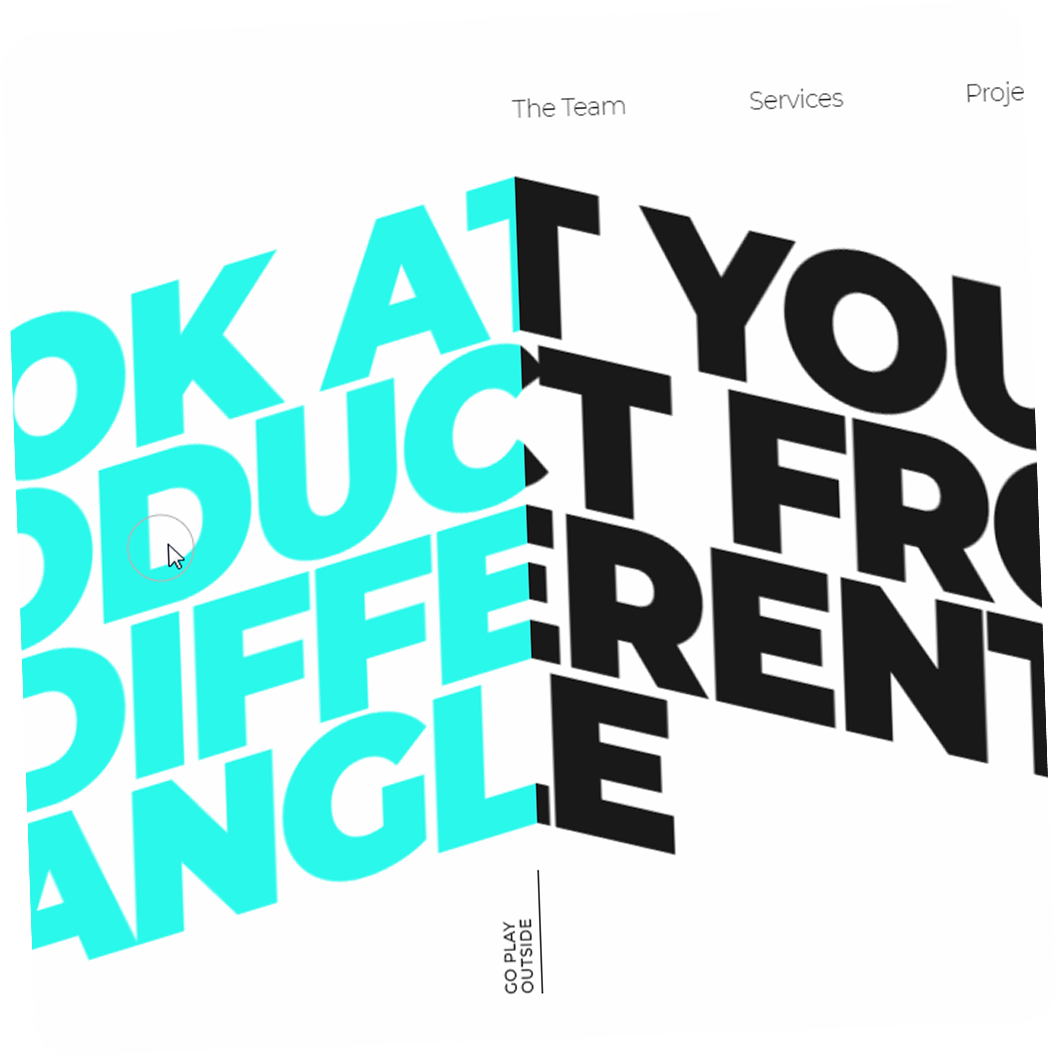 The Team
Services
Proje
OK AT YOU
ODUCT FRO
DIFFERENT
ANGLE
GO PLAY
OUTSIDE